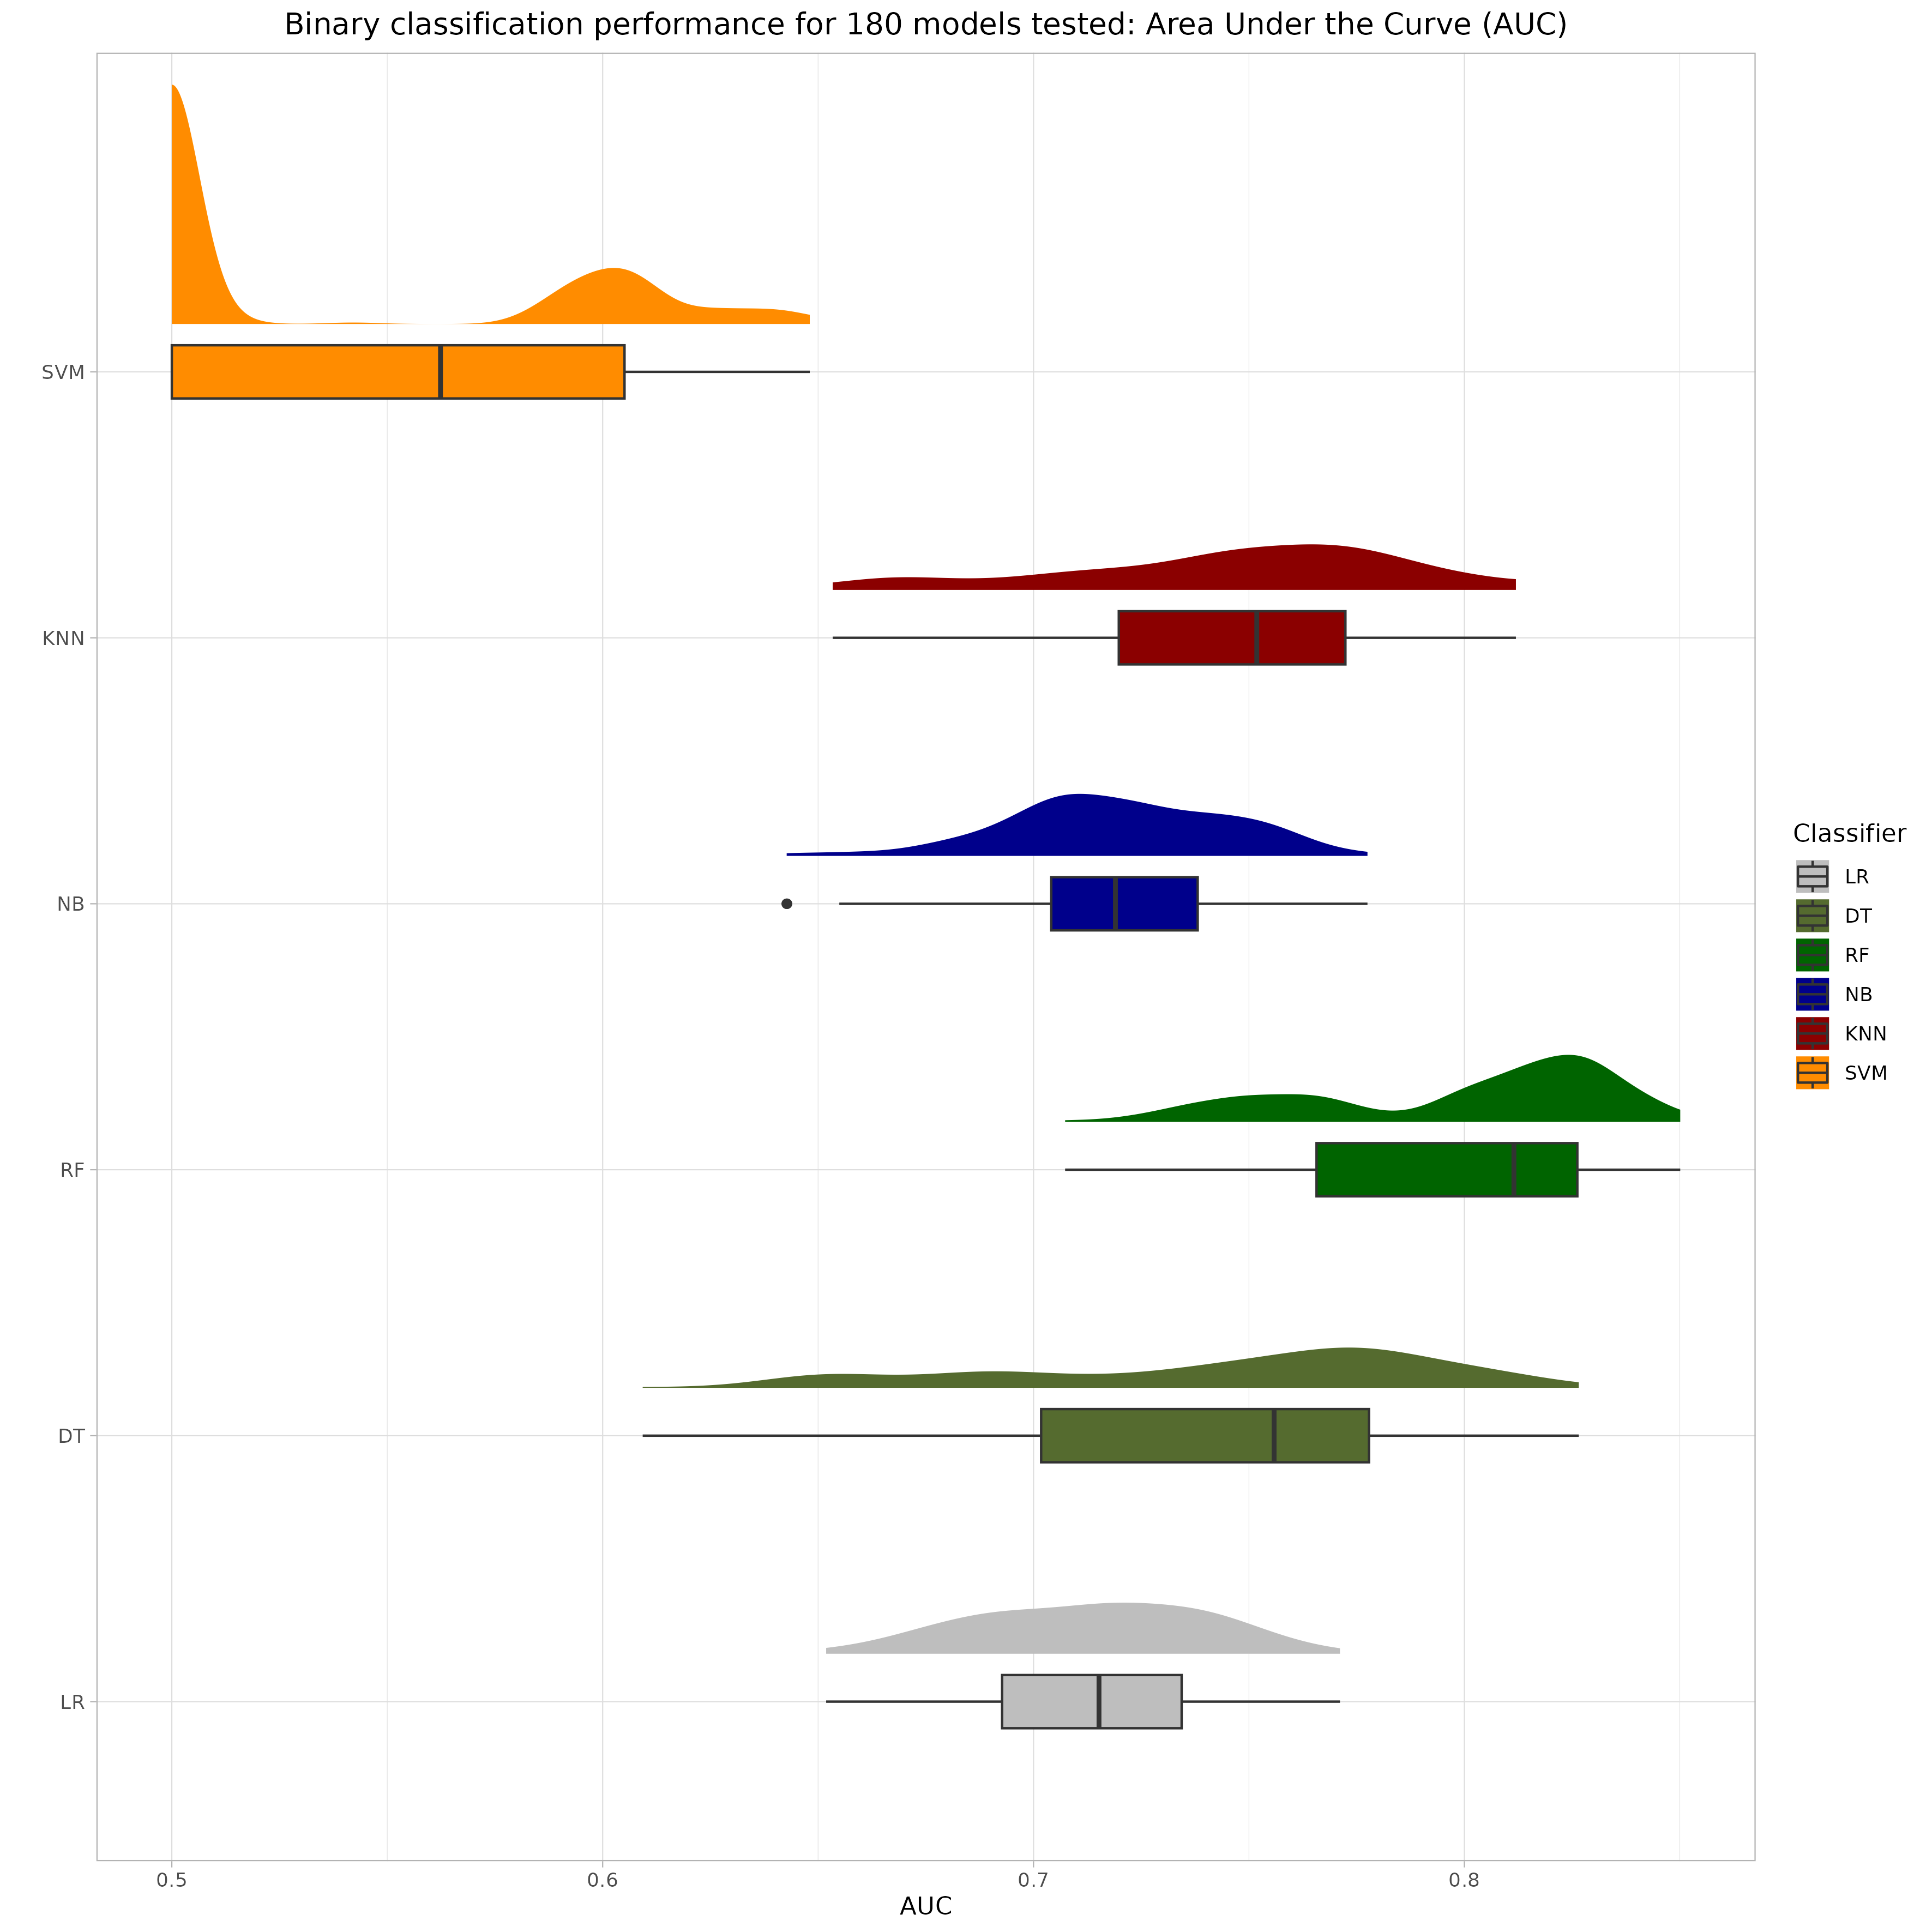 Binary classification performance for 180 models tested: Area Under the Curve (AUC)
SVM
KNN
NB
RF
DT
LR
0.5 0.6 0.7 0.8
AUC
Classifier
LR
DT
RF
NB
KNN
SVM